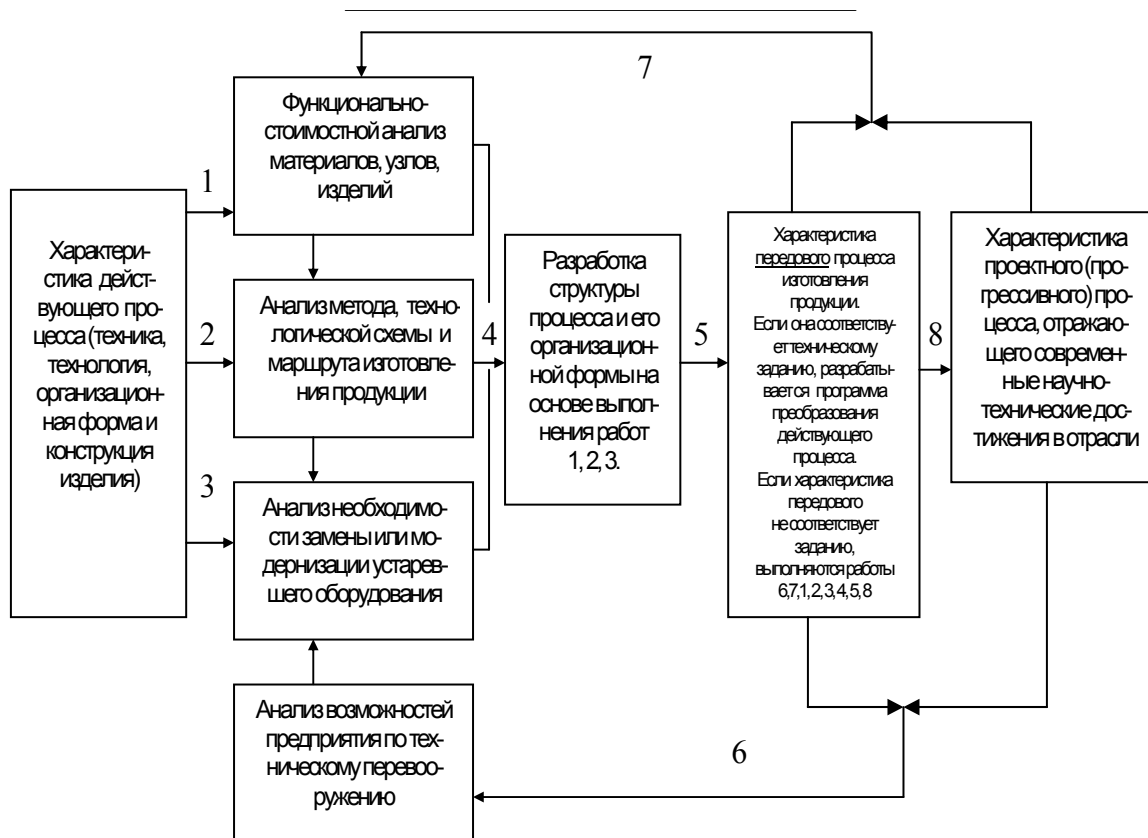 7
Функционально-
стоимостной анализ
материалов, узлов,
изделий
1
Характери-
стика дейст-
вующего про-
цесса (техника,
технология,
организацион-
ная форма и
конструкция
изделия)
2
Анализ метода, техно-
логической схемы и
маршрута изготовле-
ния продукции
3
Анализ необходимо-
сти замены или мо-
дернизации устарев-
шего оборудования
4
Разработка
структуры
процесса и его
организацион-
ной формы на
основе выпол-
нения работ
1, 2, 3.
5
Характеристика
передового процесса
изготовления
продукции.
Если она соответству-
ет техническому
заданию, разрабаты-
вается программа
преобразования
действующего
процесса.
Если характеристика
передового
не соответствует
заданию,
выполняются работы
6,7,1,2,3,4,5,8
8
Характеристика
проектного (про-
грессивного) про-
цесса, отражаю-
щего современ-
ные научно-
технические дос-
тижения в отрасли
Анализ возможностей
предприятия по тех-
ническому перевоо-
ружению
6